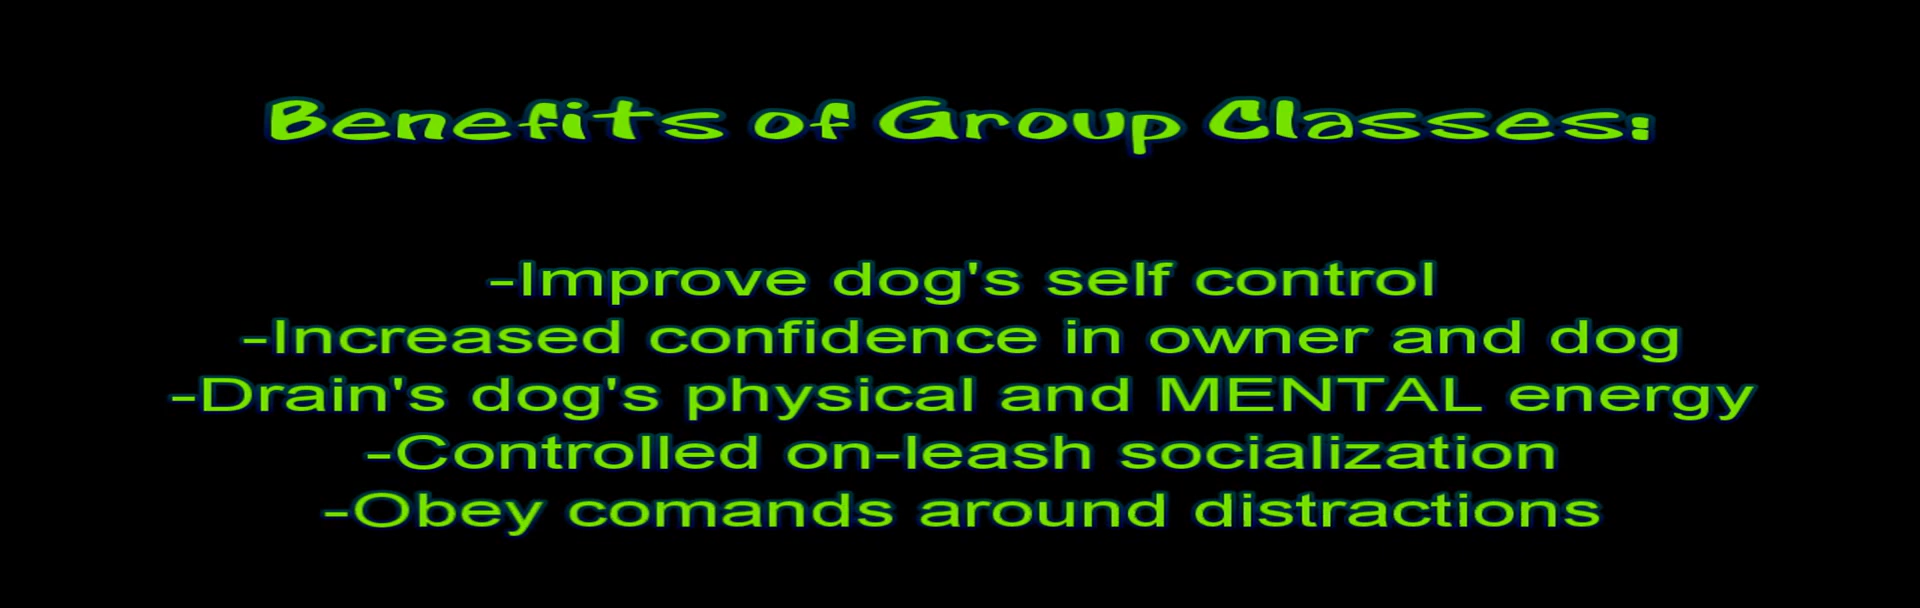 Benefits of Group Classes:
-Improve dog's self control
-Increased confidence in owner and dog
-Drain's dog's physical and MENTAL energy
-Controlled on-leash socialization
-Obey comands around distractions